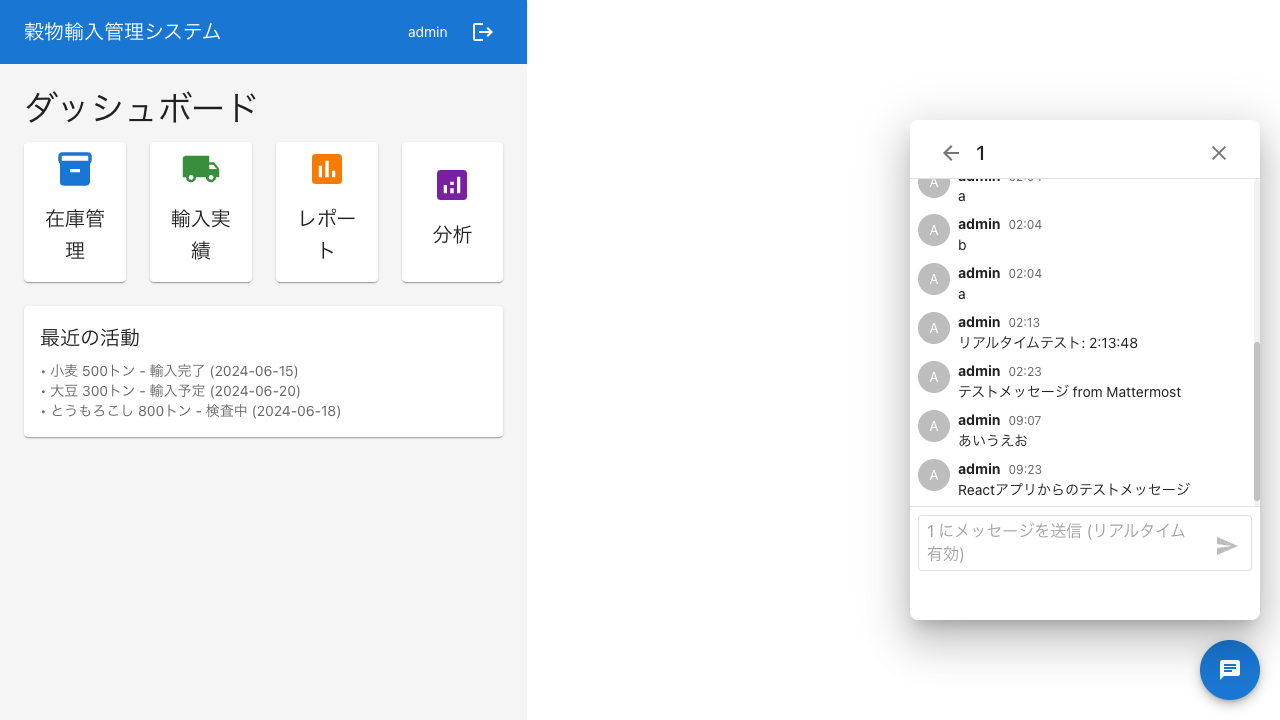 穀物輸入管理システム
admin
ダッシュボード
在庫管
理
輸入実
績
レポー
ト
分析
最近の活動
• 小麦 500トン - 輸入完了 (2024-06-15)
• 大豆 300トン - 輸入予定 (2024-06-20)
• とうもろこし 800トン - 検査中 (2024-06-18)
1
A admin 02:04
a
A admin 02:04
b
A admin 02:04
a
A admin 02:13
リアルタイムテスト: 2:13:48
A admin 02:23
テストメッセージ from Mattermost
A admin 09:07
あいうえお
A admin 09:23
Reactアプリからのテストメッセージ
1 にメッセージを送信 (リアルタイム
有効)